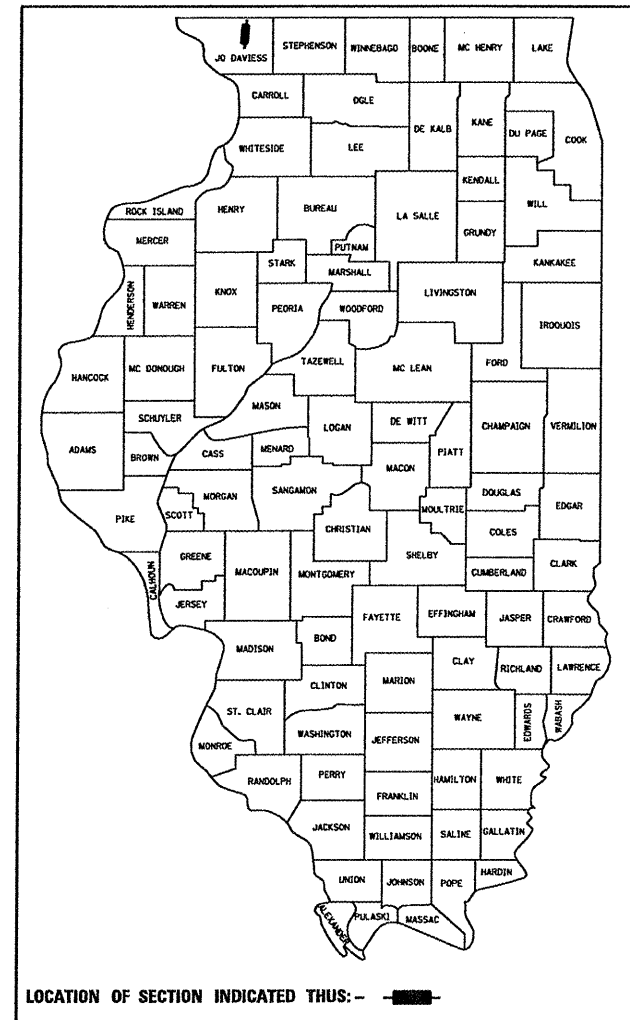 JO DAVIESS
STEPHENSON
WINNEBAGO
BOONE
MC HENRY
LAKE
CARROLL
OGLE
DE KALB
KANE
DU PAGE
COOK
WHITESIDE
LEE
KENDALL
WILL
ROCK ISLAND
HENRY
BUREAU
LA SALLE
GRUNDY
MERCER
PUTNAM
KANKAKEE
STARK
MARSHALL
HENDERSON
WARREN
KNOX
PEORIA
WOODFORD
LIVINGSTON
IROQUOIS
HANCOCK
MC DONOUGH
FULTON
TAZEWELL
MC LEAN
FORD
MASON
SCHUYLER
LOGAN
DE WITT
CHAMPAIGN
VERMILION
ADAMS
BROWN
CASS
MENARD
MACON
PIATT
MORGAN
SANGAMON
DOUGLAS
EDGAR
PIKE
SCOTT
CHRISTIAN
MOULTRIE
COLES
CALHOUN
GREENE
MACOUPIN
MONTGOMERY
SHELBY
CUMBERLAND
CLARK
JERSEY
FAYETTE
EFFINGHAM
JASPER
CRAWFORD
MADISON
BOND
CLAY
RICHLAND
LAWRENCE
CLINTON
MARION
ST. CLAIR
WAYNE
EDWARDS
WABASH
WASHINGTON
JEFFERSON
MONROE
RANDOLPH
PERRY
HAMILTON
WHITE
FRANKLIN
JACKSON
WILLIAMSON
SALINE
GALLATIN
UNION
JOHNSON
POPE
HARDIN
ALEXANDER
PULASKI
MASSAC
LOCATION OF SECTION INDICATED THUS: -